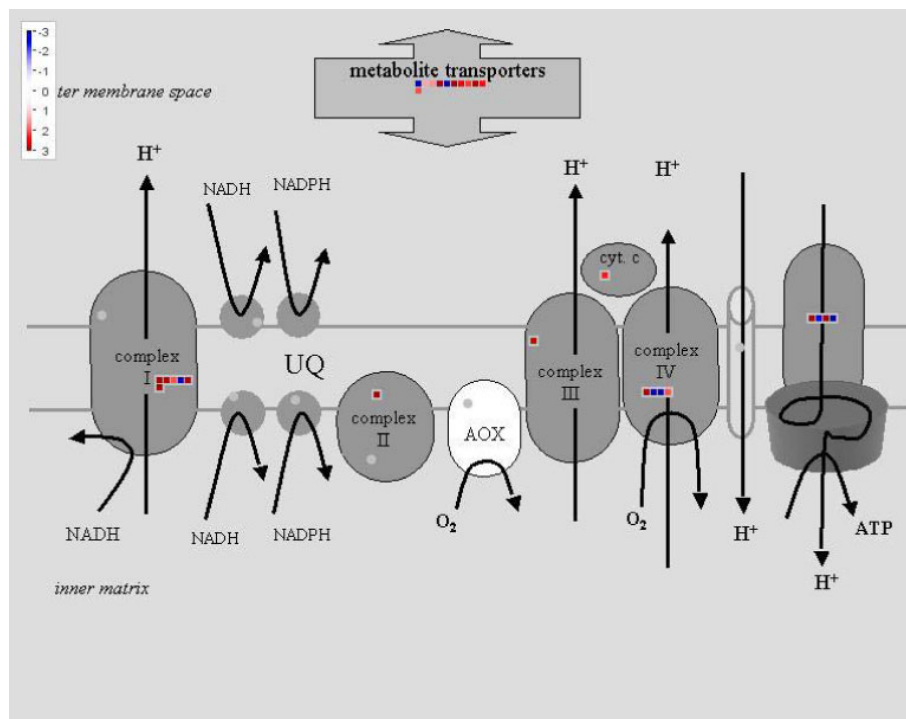 -3
-2
-1
0
1
2
3
ter membrane space
metabolite transporters
H+
NADH
NADPH
H+
H+
cyt. c
complex
I
UQ
complex
II
AOX
complex
III
complex
IV
NADH
NADH
NADPH
O2
O2
H+
ATP
H+
inner matrix